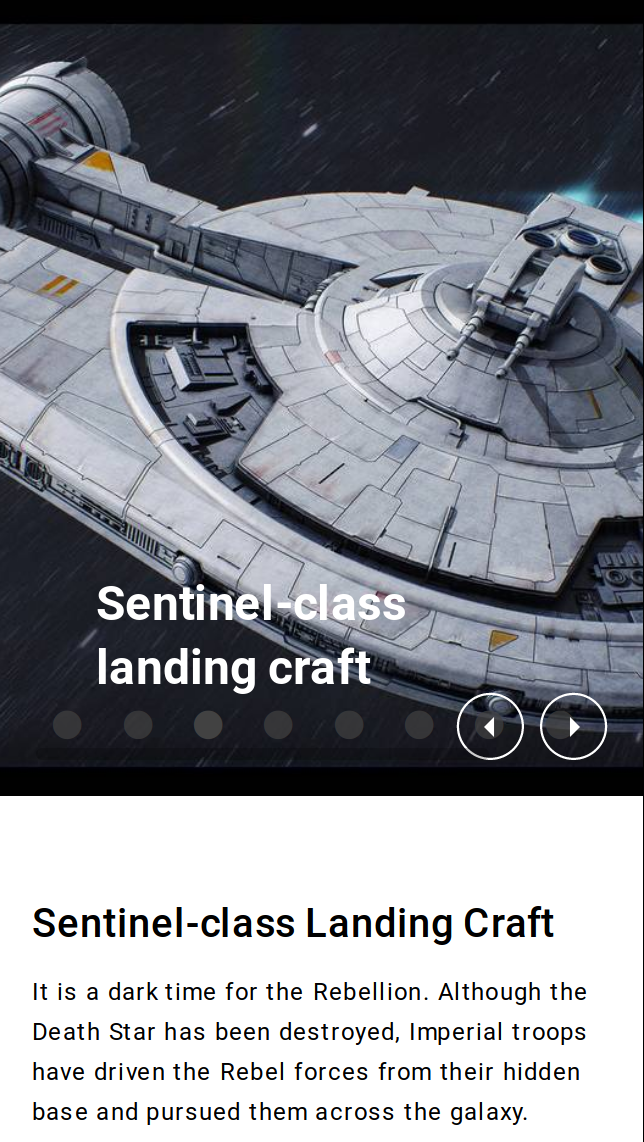 Sentinel-class
landing craft
Sentinel-class Landing Craft
It is a dark time for the Rebellion. Although the
Death Star has been destroyed, Imperial troops
have driven the Rebel forces from their hidden
base and pursued them across the galaxy.